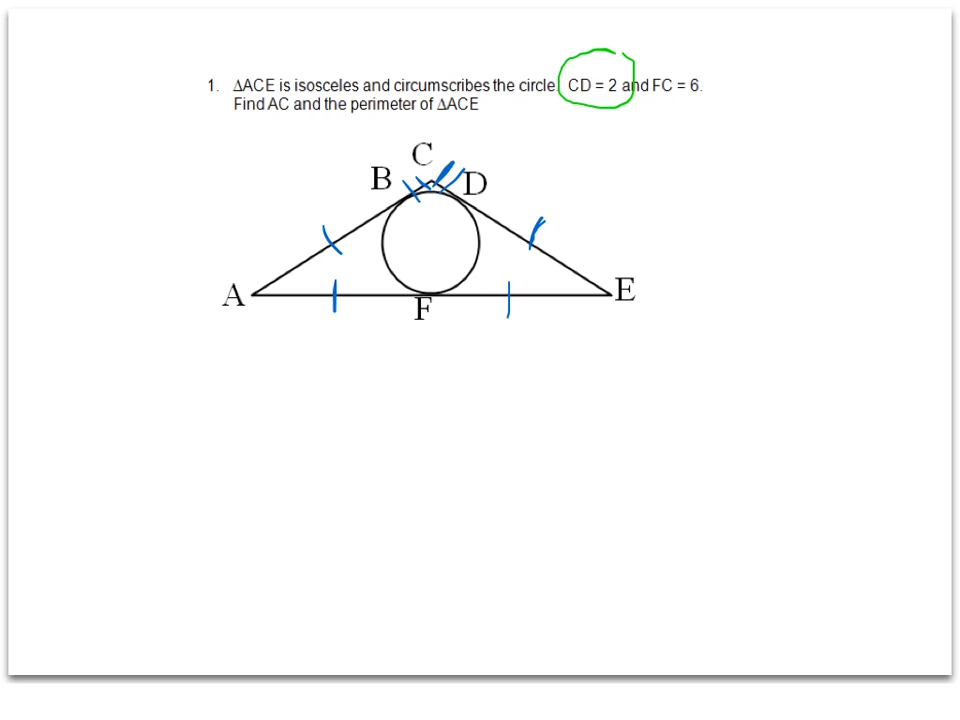 1. ΔACE is isosceles and circumscribes the circle. CD = 2 and FC = 6.
Find AC and the perimeter of ΔACE
C
B
D
A
E
F